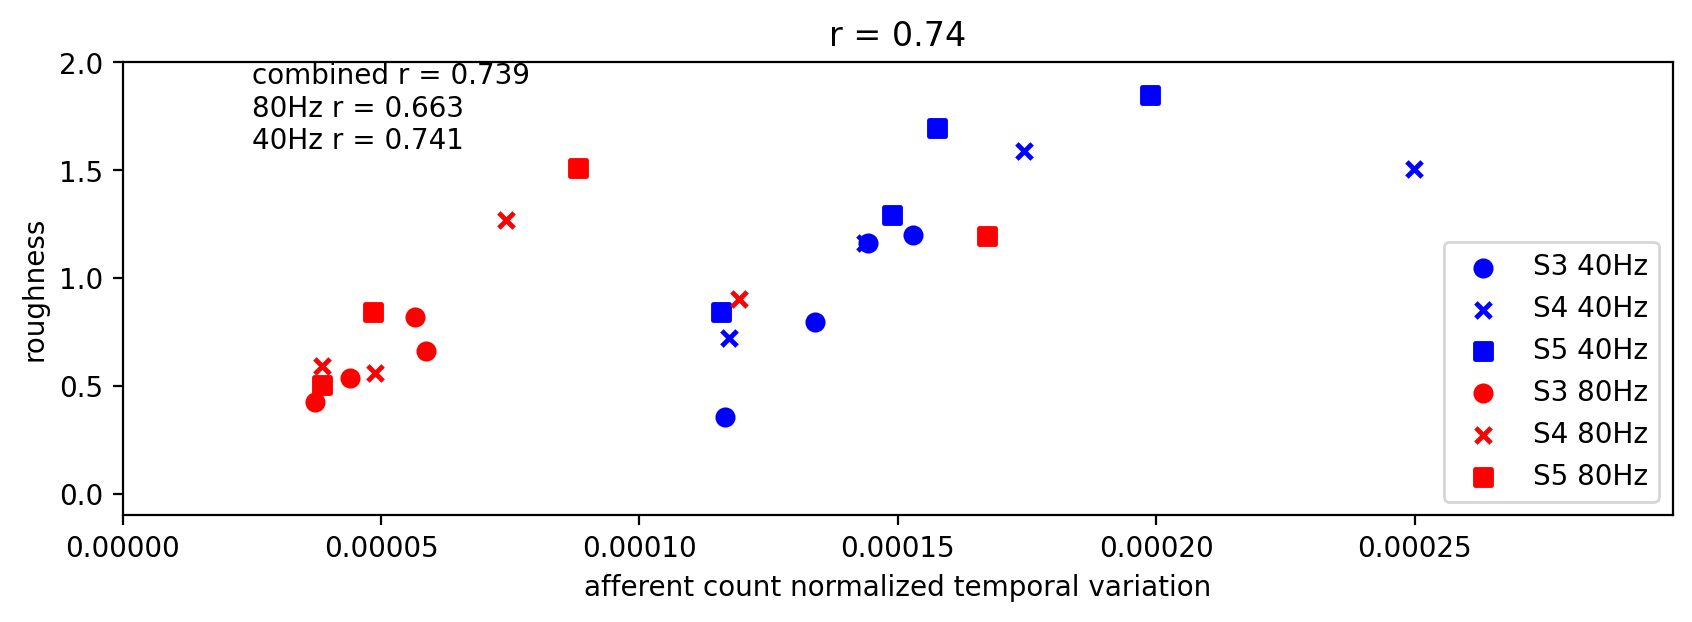 r = 0.74
combined r = 0.739
80Hz r = 0.663
40Hz r = 0.741
roughness
2.0
1.5
1.0
0.5
0.0
0.00000 0.00005 0.00010 0.00015 0.00020 0.00025
afferent count normalized temporal variation
S3 40Hz
S4 40Hz
S5 40Hz
S3 80Hz
S4 80Hz
S5 80Hz